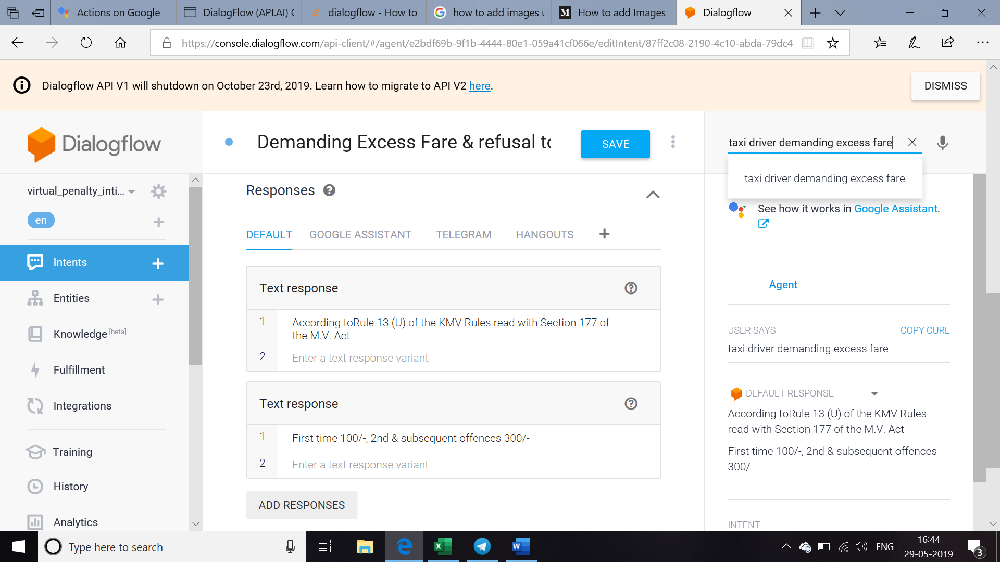 Actions on Google
DialogFlow (API.AI) C
dialogflow - How to
how to add images u
How to add Images
Dialogflow
https://console.dialogflow.com/api-client/#/agent/e2bdf69b-9f1b-4444-80e1-059a41cf066e/editIntent/87ff2c08-2190-4c10-abda-79dc4
Dialogflow API V1 will shutdown on October 23rd, 2019. Learn how to migrate to API V2 here.
DISMISS
Dialogflow
Demanding Excess Fare & refusal to
SAVE
taxi driver demanding excess fare
taxi driver demanding excess fare
virtual_penalty_inti...
en
Intents
Entities
Knowledge [beta]
Fulfillment
Integrations
Training
History
Analytics
Responses
DEFAULT
GOOGLE ASSISTANT
TELEGRAM
HANGOUTS
Text response
1
According toRule 13 (U) of the KMV Rules read with Section 177 of
the M.V. Act
2
Enter a text response variant
Text response
1
First time 100/-, 2nd & subsequent offences 300/-
2
Enter a text response variant
ADD RESPONSES
See how it works in Google Assistant.
Agent
USER SAYS
COPY CURL
taxi driver demanding excess fare
DEFAULT RESPONSE
According toRule 13 (U) of the KMV Rules
read with Section 177 of the M.V. Act
First time 100/-, 2nd & subsequent offences
300/-
INTENT
Type here to search
ENG
16:44
29-05-2019
3